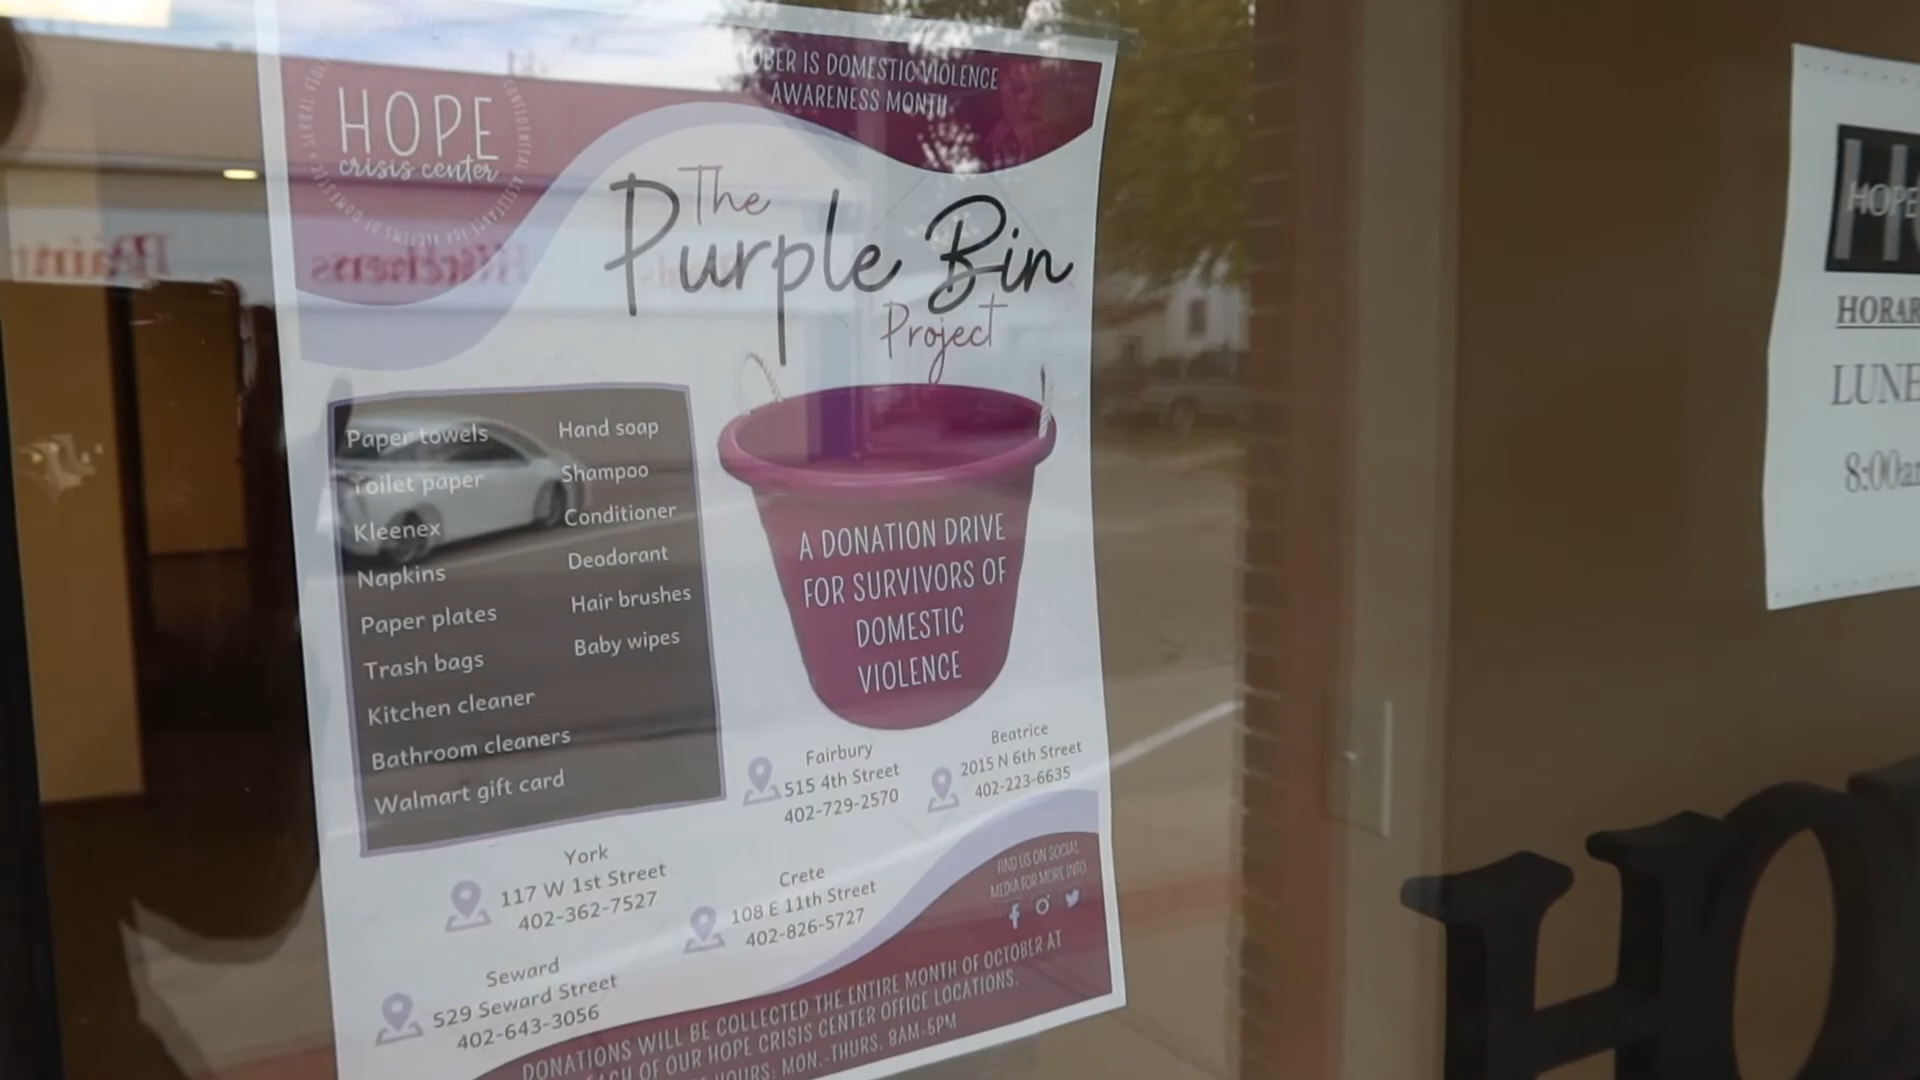 HOPE
crisis center
IS DOMESTIC VIOLENCE
AWARENESS MONTH
The
Purple Bin
Project
Paper towels
Toilet paper
Kleenex
Napkins
Paper plates
Trash bags
Kitchen cleaner
Bathroom cleaners
Walmart gift card
Hand soap
Shampoo
Conditioner
Deodorant
Hair brushes
Baby wipes
A DONATION DRIVE
FOR SURVIVORS OF
DOMESTIC
VIOLENCE
Fairbury
515 4th Street
402-729-2570
Beatrice
2015 N 6th Street
402-223-6635
York
117 W 1st Street
402-362-7527
Crete
108 E 11th Street
402-826-5727
Seward
529 Seward Street
402-643-3056
FIND US ON SOCIAL
MEDIA FOR MORE INFO
DONATIONS WILL BE COLLECTED THE ENTIRE MONTH OF OCTOBER AT
EACH OF OUR HOPE CRISIS CENTER OFFICE LOCATIONS.
HOURS: MON.-THURS. 8AM-5PM
HOPE
8:00am